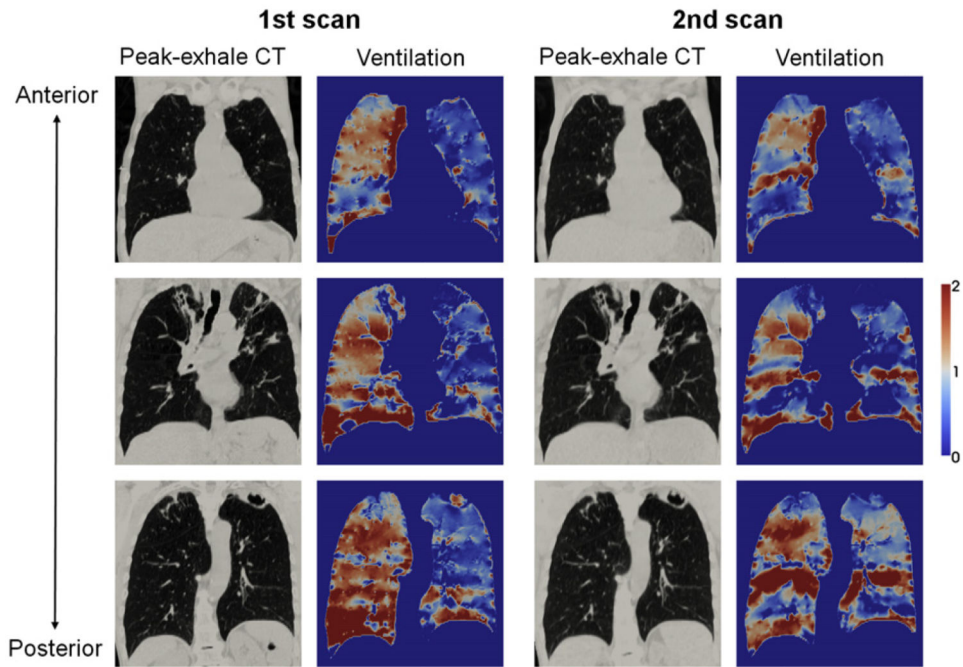 1st scan
2nd scan
Peak-exhale CT
Ventilation
Peak-exhale CT
Ventilation
Anterior
Posterior
2
1
0